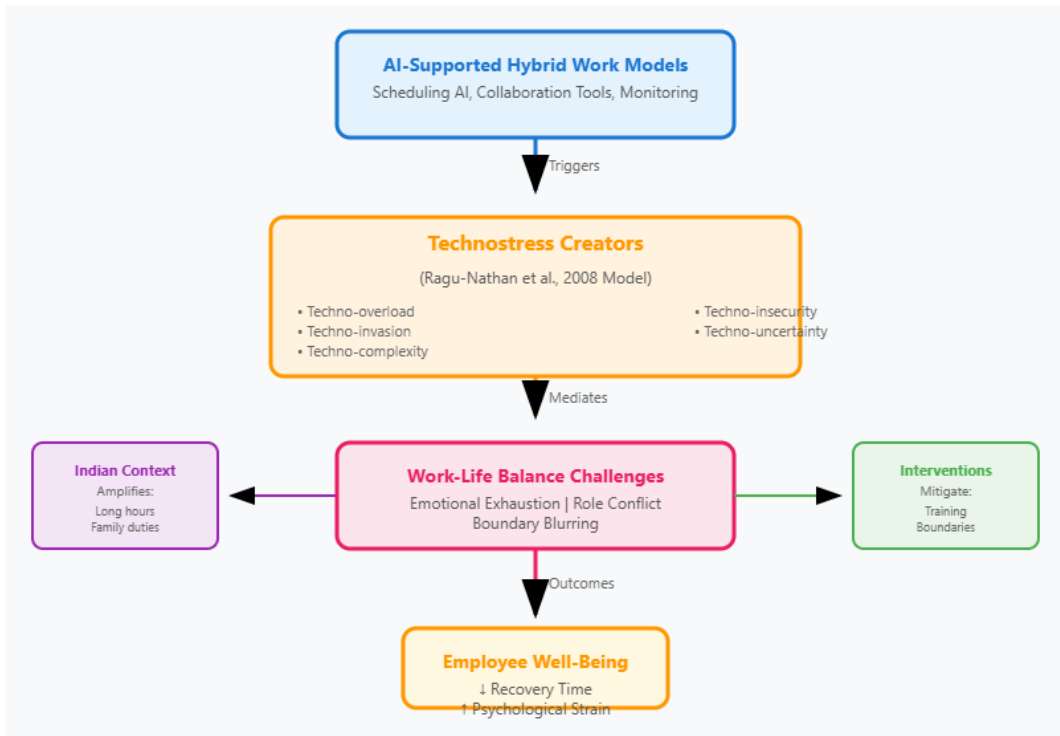 AI-Supported Hybrid Work Models
Scheduling AI, Collaboration Tools, Monitoring
Triggers
Technostress Creators
(Ragu-Nathan et al., 2008 Model)
• Techno-overload
• Techno-invasion
• Techno-complexity
• Techno-insecurity
• Techno-uncertainty
Mediates
Indian Context
Amplifies:
Long hours
Family duties
Work-Life Balance Challenges
Emotional Exhaustion | Role Conflict
Boundary Blurring
Interventions
Mitigate:
Training
Boundaries
Outcomes
Employee Well-Being
↓ Recovery Time
↑ Psychological Strain